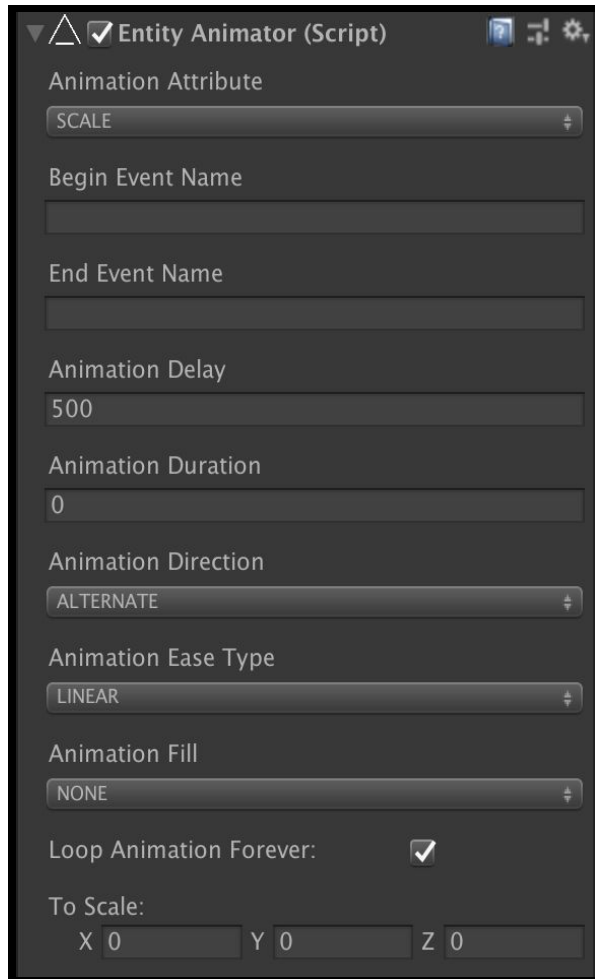 Entity Animator (Script)
Animation Attribute
SCALE
Begin Event Name
End Event Name
Animation Delay
500
Animation Duration
0
Animation Direction
ALTERNATE
Animation Ease Type
LINEAR
Animation Fill
NONE
Loop Animation Forever:
To Scale:
X 0 Y 0 Z 0